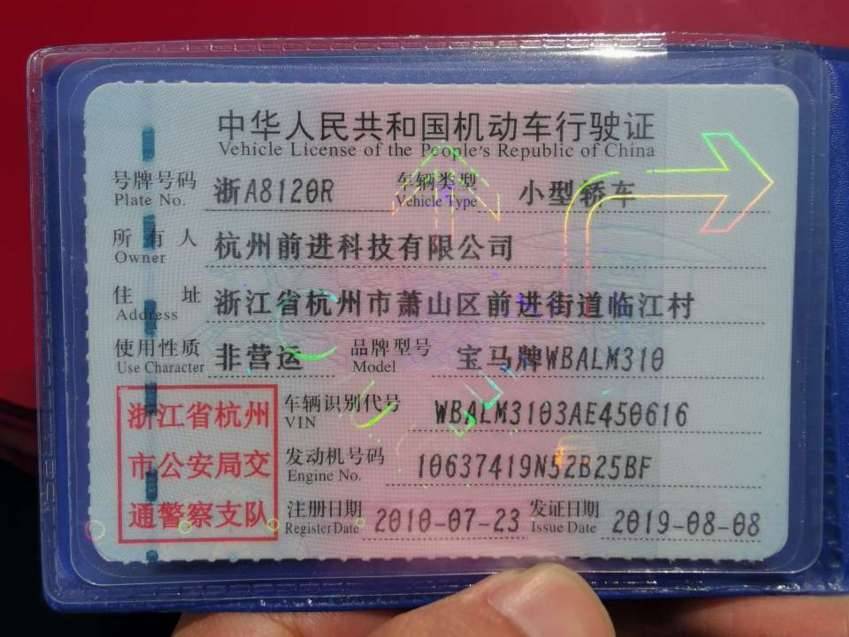 中华人民共和国机动车行驶证
Vehicle License of the People's Republic of China
号牌号码 浙A8120R 车辆类型 小型轿车
Plate No. Vehicle Type
所有人 杭州前进科技有限公司
Owner
住址 浙江省杭州市萧山区前进街道临江村
Address
使用性质 非营运 品牌型号 宝马牌WBALM310
Use Character Model
浙江省杭州
市公安局交
通警察支队
车辆识别代号 WBALM3103AE450616
VIN
发动机号码 10637419N52B25BF
Engine No.
注册日期 2010-07-23 发证日期 2019-08-08
Register Date Issue Date